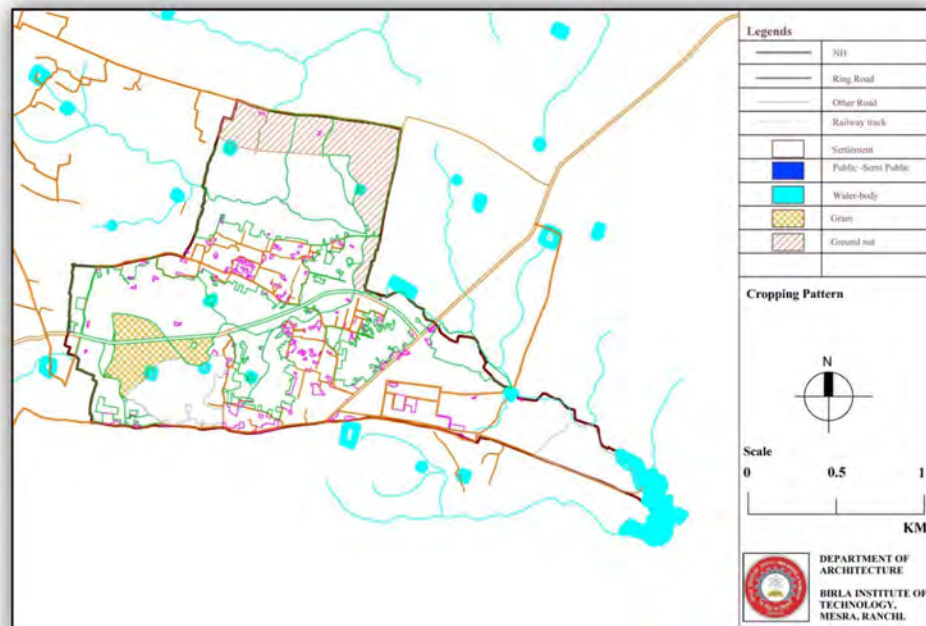 Legends
NH
Ring Road
Other Road
Railway track
Settlement
Public -Semi Public
Water-body
Gram
Ground nut
Cropping Pattern
N
Scale
0 0.5 1
KM
DEPARTMENT OF
ARCHITECTURE
BIRLA INSTITUTE OF
TECHNOLOGY,
MESRA, RANCHI.